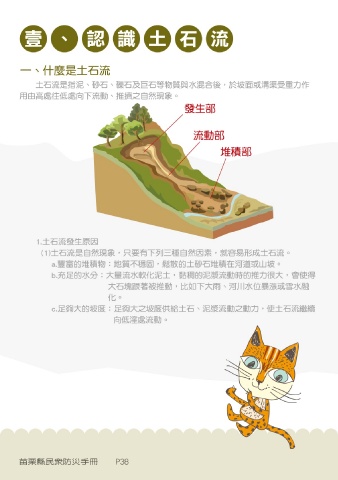 壹、認識土石流
一、什麼是土石流
土石流是指泥、砂石、礫石及巨石等物質與水混合後，於坡面或溝渠受重力作
用由高處往低處向下流動、堆積之自然現象。
發生部
流動部
堆積部
1.土石流發生原因
(1)土石流是自然現象，只要有下列三種自然因素，就容易形成土石流。
a.豐富的堆積物：地質不穩固，鬆散的土砂石堆積在河道或山坡。
b.充足的水分：大量流水軟化泥土，黏稠的泥漿流動時的推力很大，會使得
大石塊跟著被推動，比如下大雨、河川水位暴漲或雪水融
化。
c.足夠大的坡度：足夠大之坡度供給土石、泥漿流動之動力，使土石流繼續
向低漥處流動。
苗栗縣民眾防災手冊 P36